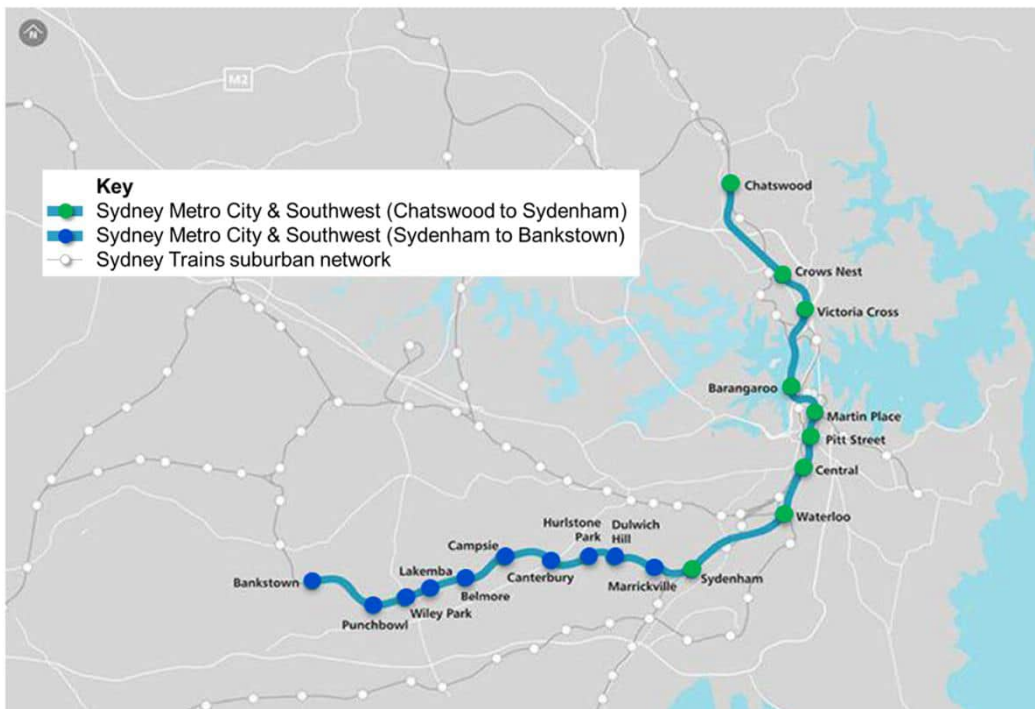 N
M2
Key
Sydney Metro City & Southwest (Chatswood to Sydenham)
Sydney Metro City & Southwest (Sydenham to Bankstown)
Sydney Trains suburban network
Chatswood
Crows Nest
Victoria Cross
Barangaroo
Martin Place
Pitt Street
Central
Waterloo
Hurlstone
Park
Dulwich
Hill
Campsie
Canterbury
Sydenham
Marrickville
Lakemba
Bankstown
Belmore
Wiley Park
Punchbowl